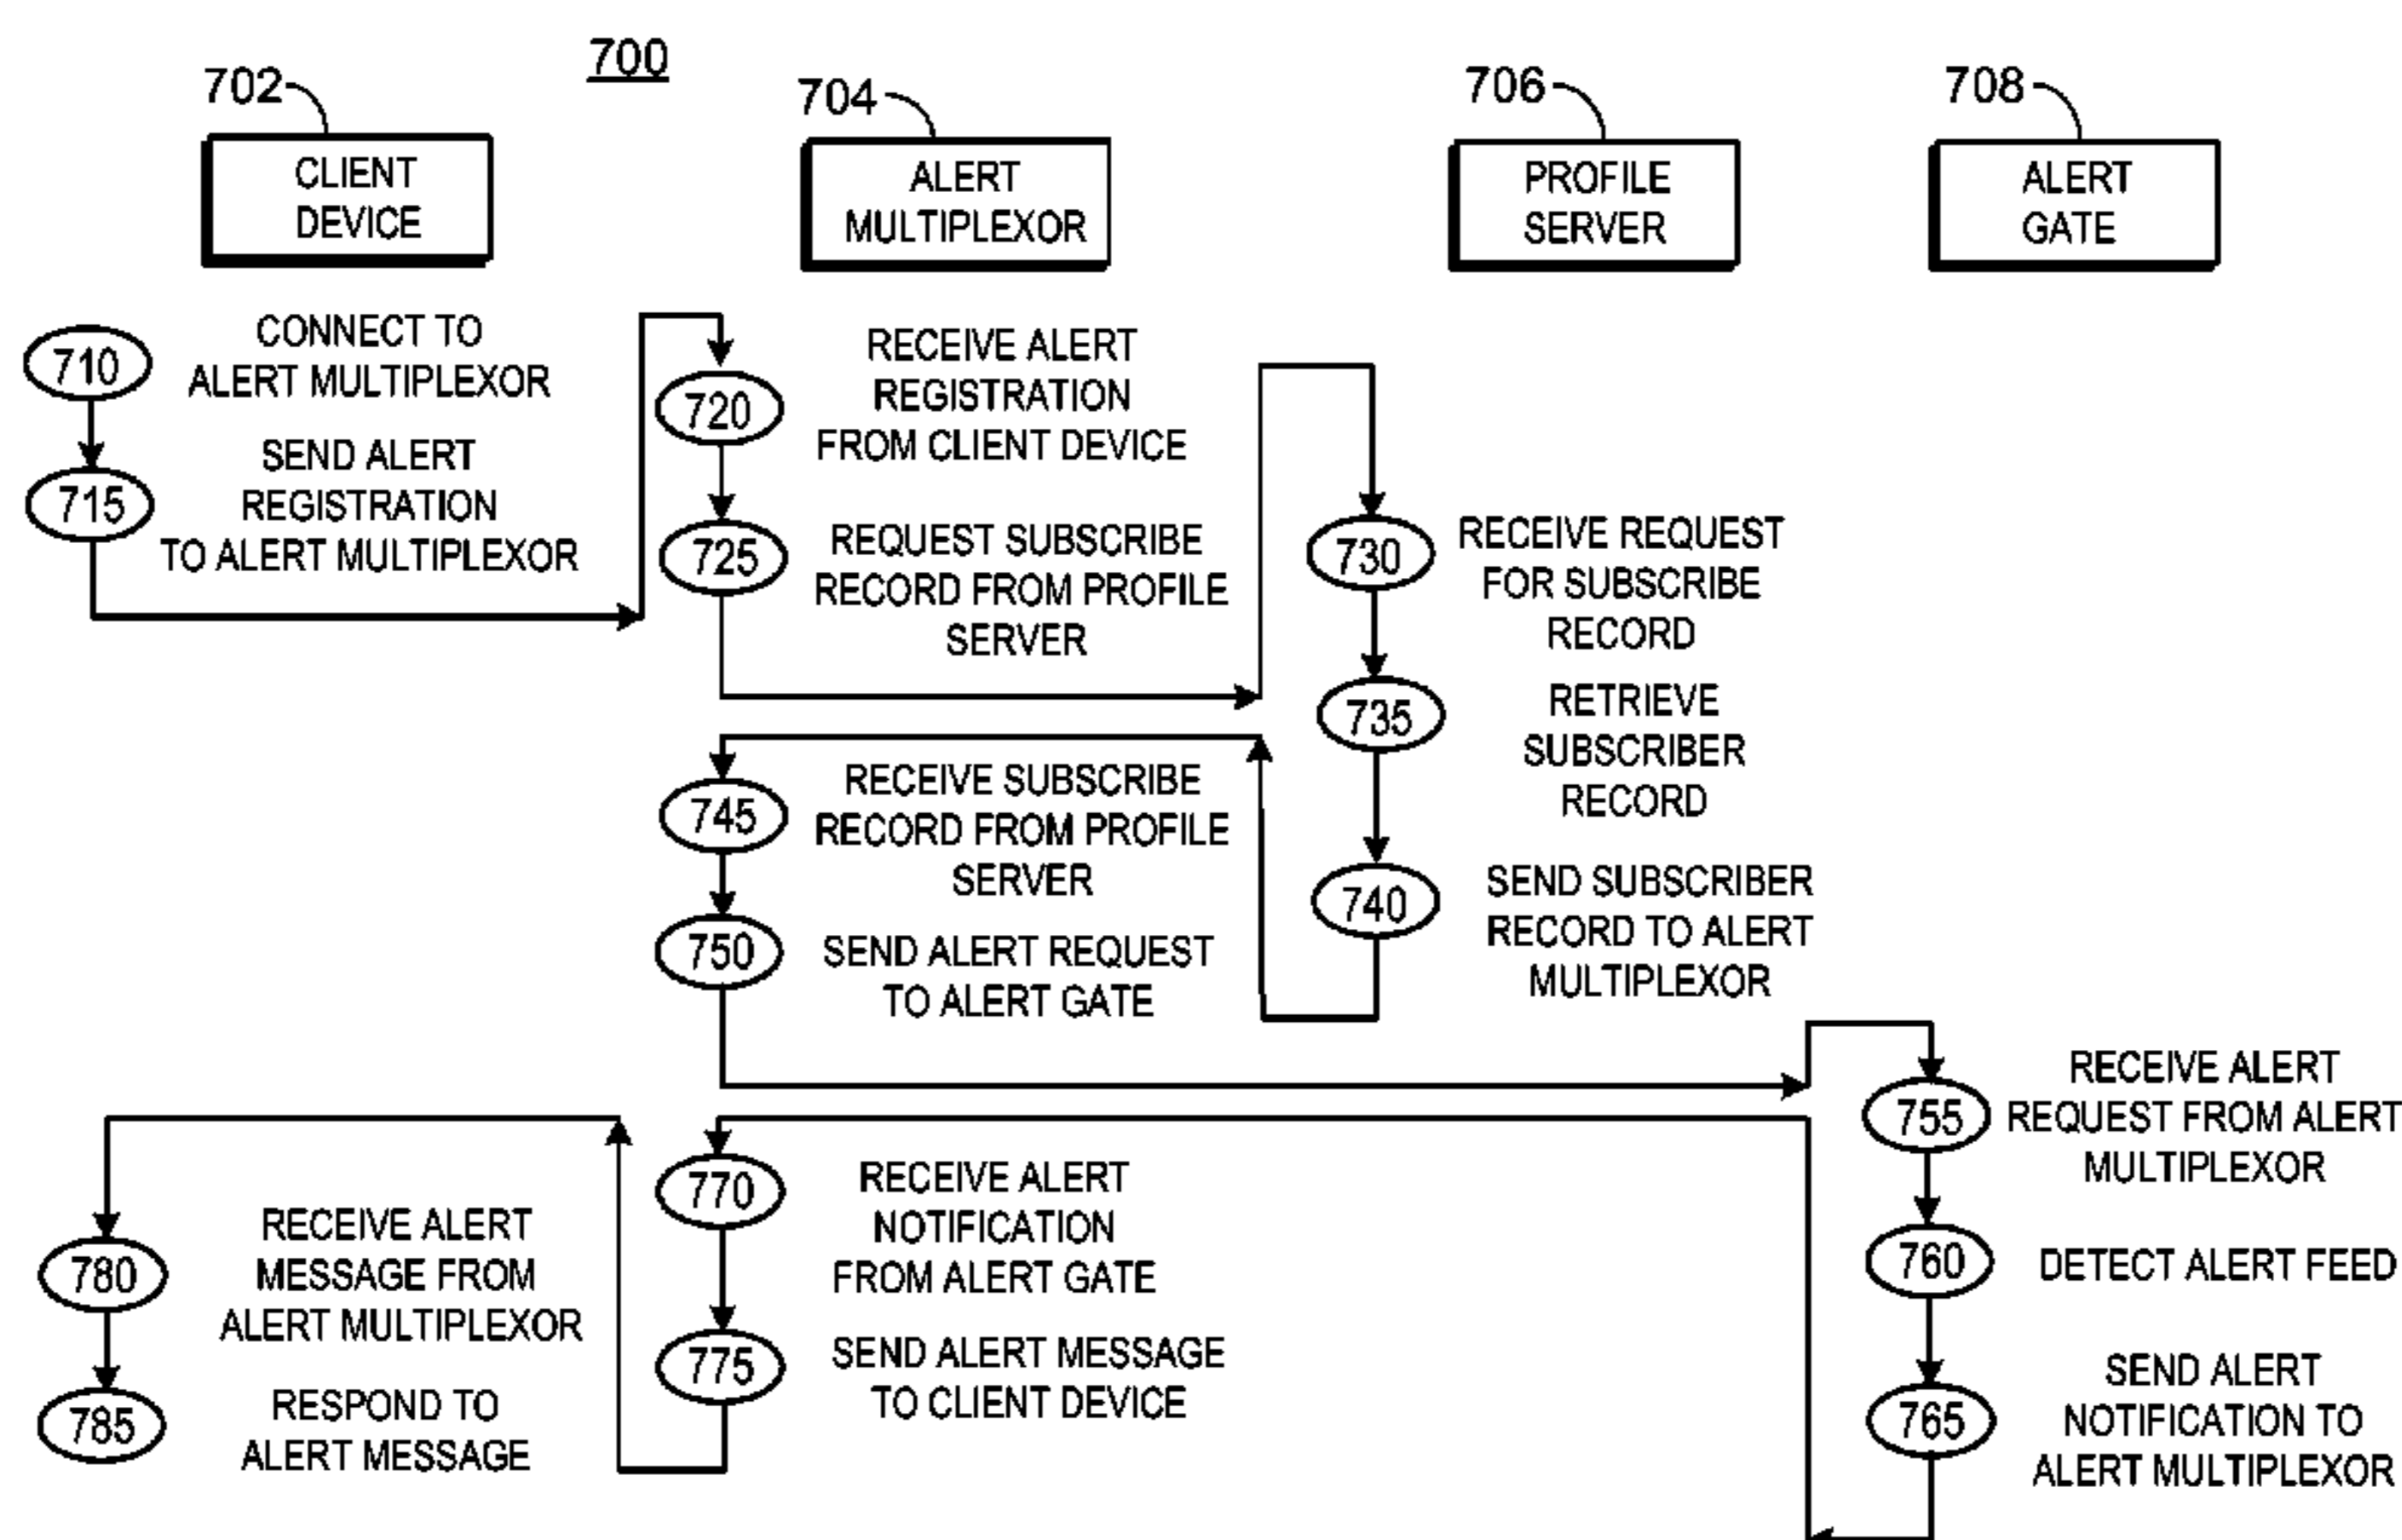 700
702
CLIENT
DEVICE
704
ALERT
MULTIPLEXOR
706
PROFILE
SERVER
708
ALERT
GATE
710
CONNECT TO
ALERT MULTIPLEXOR
715
SEND ALERT
REGISTRATION
TO ALERT MULTIPLEXOR
720
RECEIVE ALERT
REGISTRATION
FROM CLIENT DEVICE
725
REQUEST SUBSCRIBE
RECORD FROM PROFILE
SERVER
730
RECEIVE REQUEST
FOR SUBSCRIBE
RECORD
735
RETRIEVE
SUBSCRIBER
RECORD
740
SEND SUBSCRIBER
RECORD TO ALERT
MULTIPLEXOR
745
RECEIVE SUBSCRIBE
RECORD FROM PROFILE
SERVER
750
SEND ALERT REQUEST
TO ALERT GATE
755
RECEIVE ALERT
REQUEST FROM ALERT
MULTIPLEXOR
760
DETECT ALERT FEED
765
SEND ALERT
NOTIFICATION TO
ALERT MULTIPLEXOR
770
RECEIVE ALERT
NOTIFICATION
FROM ALERT GATE
775
SEND ALERT MESSAGE
TO CLIENT DEVICE
780
RECEIVE ALERT
MESSAGE FROM
ALERT MULTIPLEXOR
785
RESPOND TO
ALERT MESSAGE